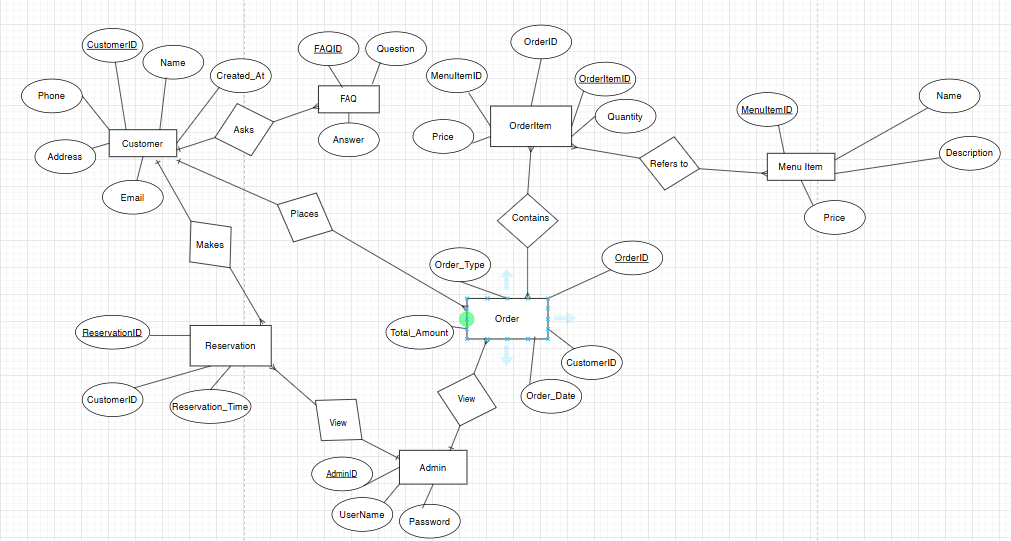 OrderID
CustomerID
FAQID
Question
Name
Created_At
MenuItemID
OrderItemID
Phone
FAQ
Name
MenuItemID
Quantity
OrderItem
Asks
Price
Answer
Customer
Address
Refers to
Menu Item
Description
Email
Places
Contains
Price
Makes
Order_Type
OrderID
Order
ReservationID
Total_Amount
Reservation
CustomerID
CustomerID
Reservation_Time
View
Order_Date
View
Admin
AdminID
UserName
Password